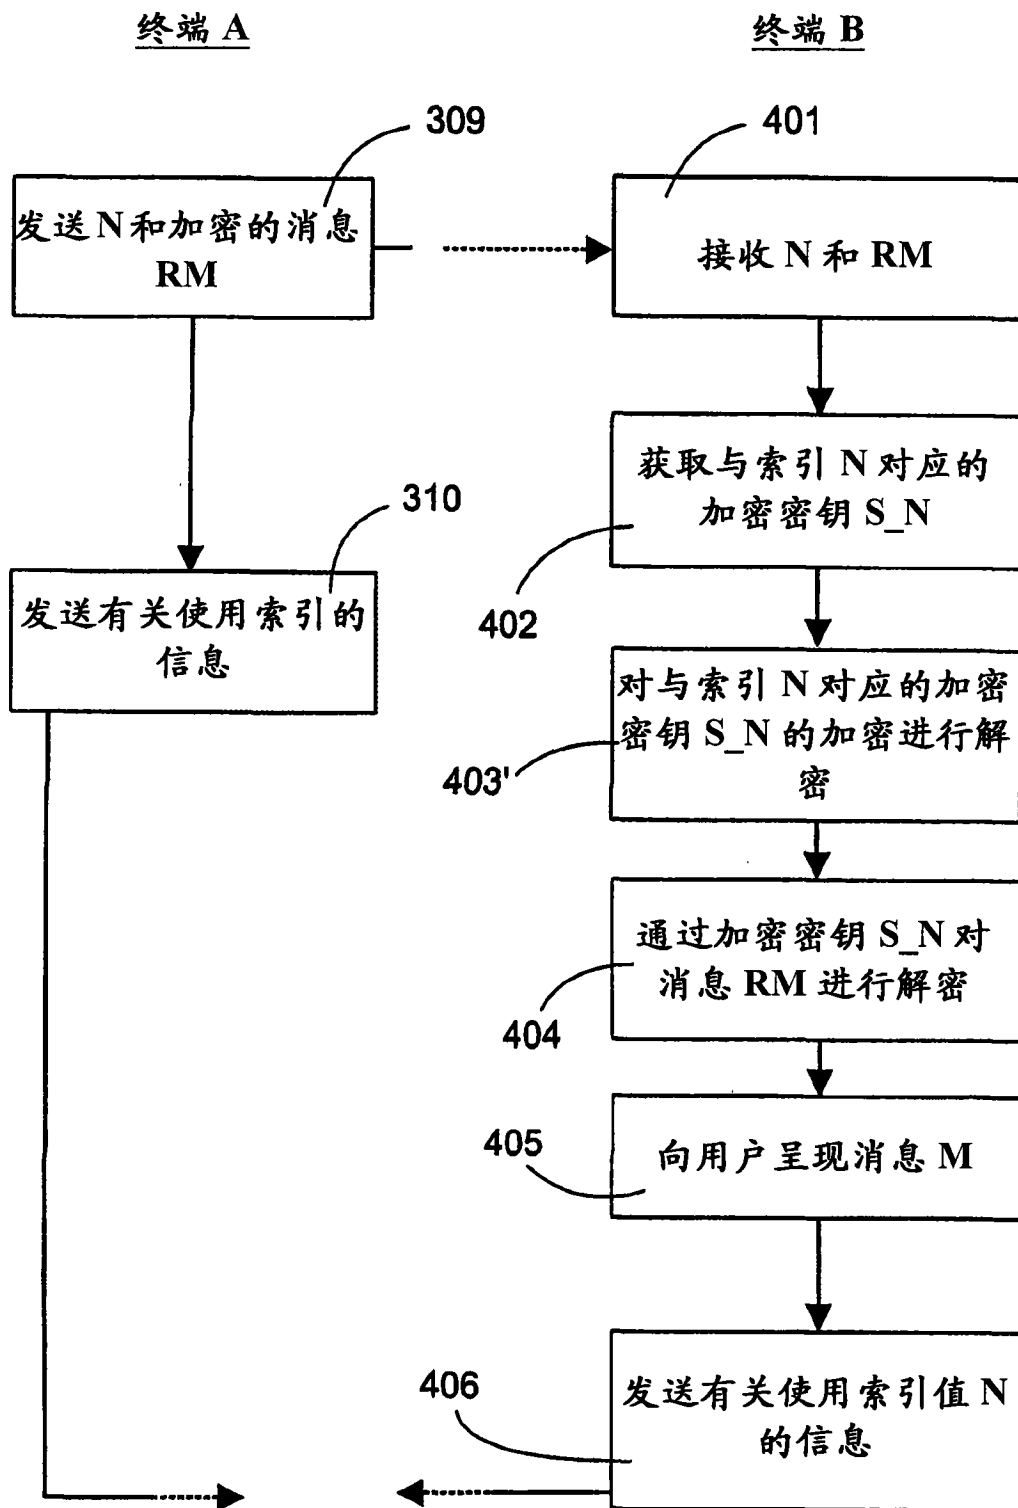 终端 A
终端 B
309
401
发送 N 和加密的消息
RM
接收 N 和 RM
获取与索引 N 对应的
加密密钥 S_N
310
402
发送有关使用索引的
信息
对与索引 N 对应的加密
密钥 S_N 的加密进行解
密
403'
通过加密密钥 S_N 对
消息 RM 进行解密
404
405
向用户呈现消息 M
406
发送有关使用索引值 N
的信息